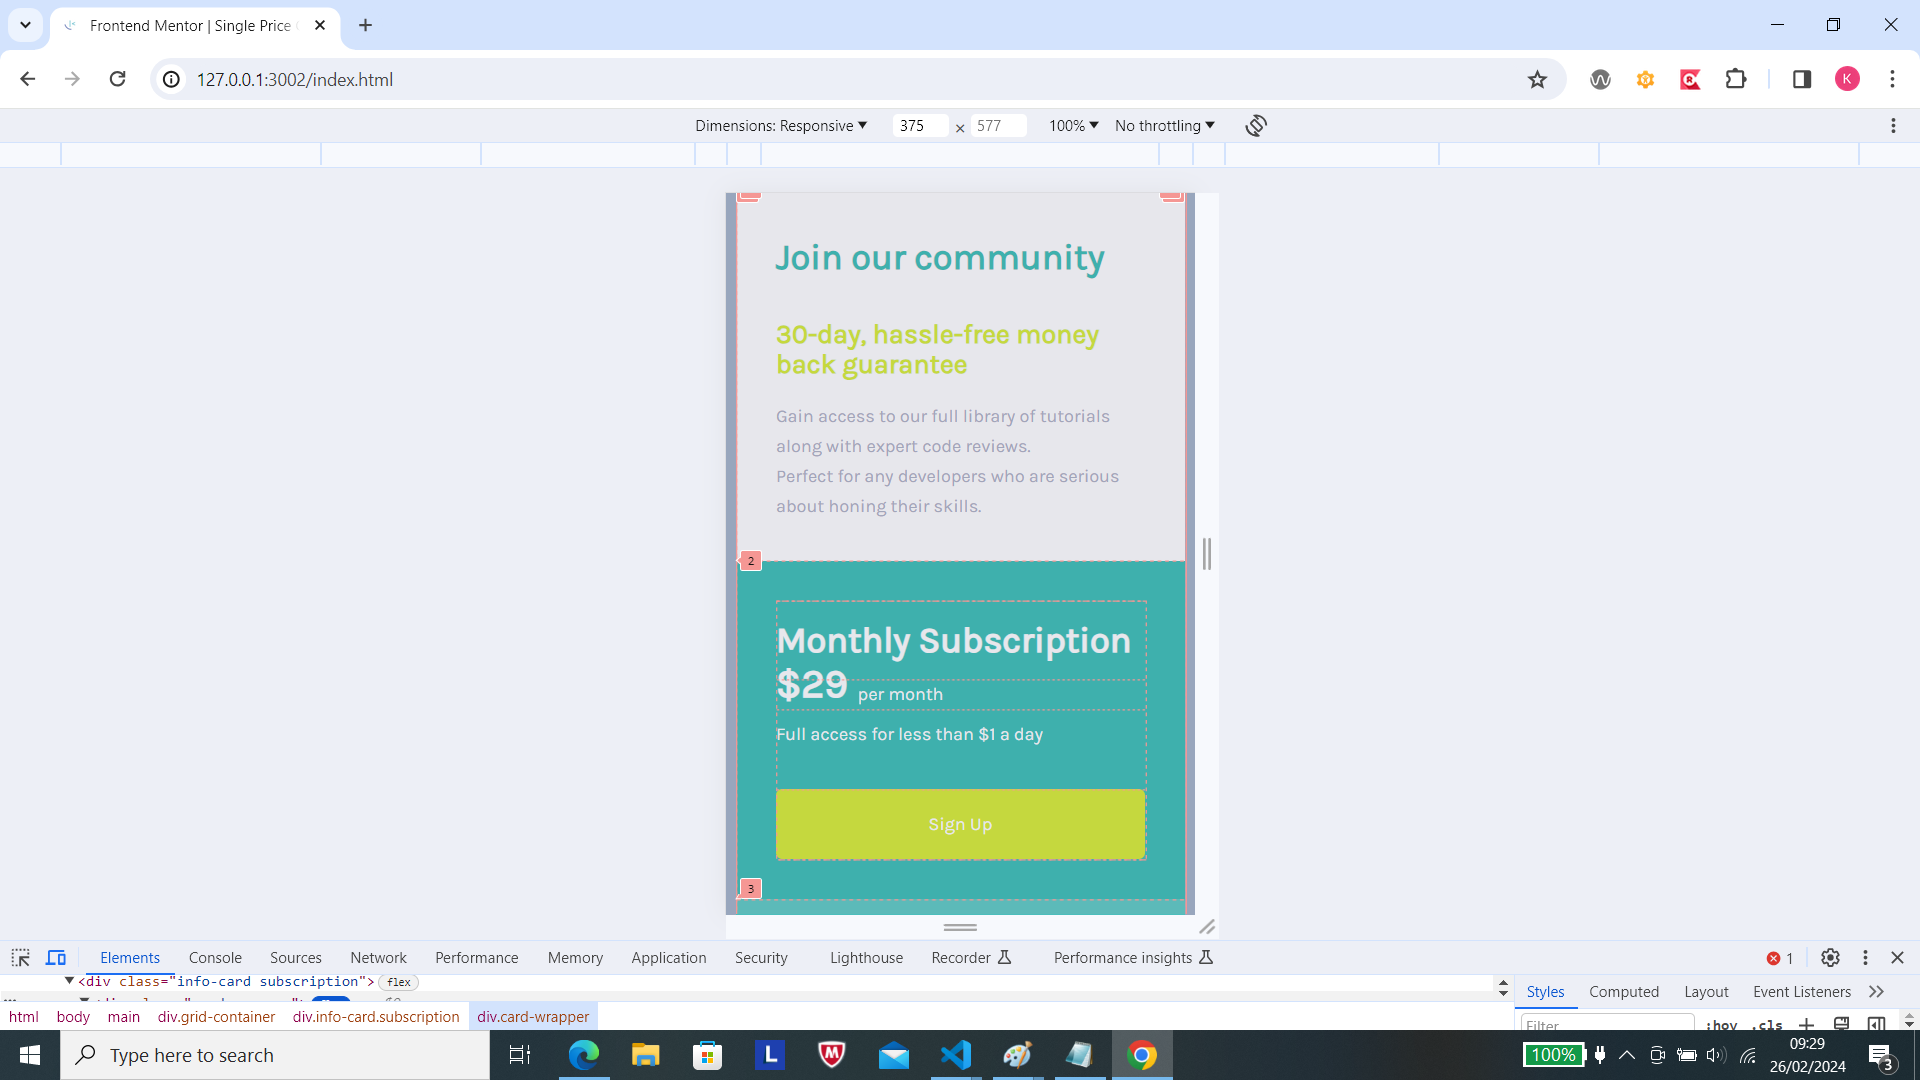 Frontend Mentor | Single Price
127.0.0.1:3002/index.html
K
Dimensions: Responsive
375 × 577
100%
No throttling
Join our community
30-day, hassle-free money
back guarantee
Gain access to our full library of tutorials
along with expert code reviews.
Perfect for any developers who are serious
about honing their skills.
2
Monthly Subscription
$29 per month
Full access for less than $1 a day
Sign Up
3
Elements Console Sources Network Performance Memory Application Security Lighthouse Recorder Performance insights 1
<div class="info-card subscription"> flex
Styles Computed Layout Event Listeners
html body main div.grid-container div.info-card.subscription div.card-wrapper
Filter :hov .cls
Type here to search
L
100%
09:29
26/02/2024
3